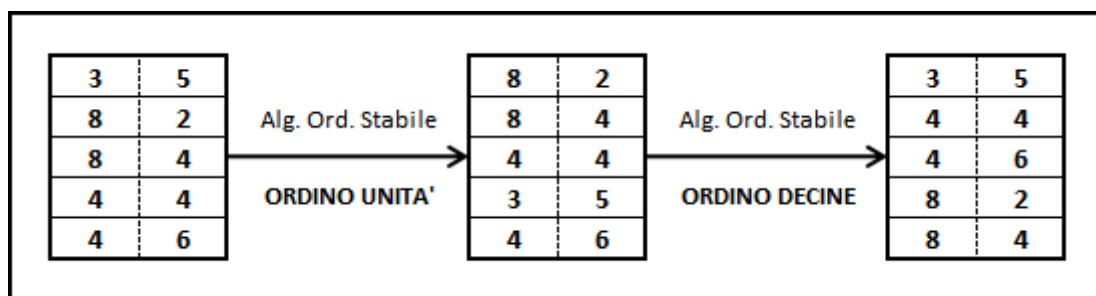 3 5 8 2 3 5
8 2 Alg. Ord. Stabile 8 4 Alg. Ord. Stabile 4 4
8 4 4 4 4 6
4 4 ORDINO UNITA' 3 5 ORDINO DECINE 8 2
4 6 4 6 8 4